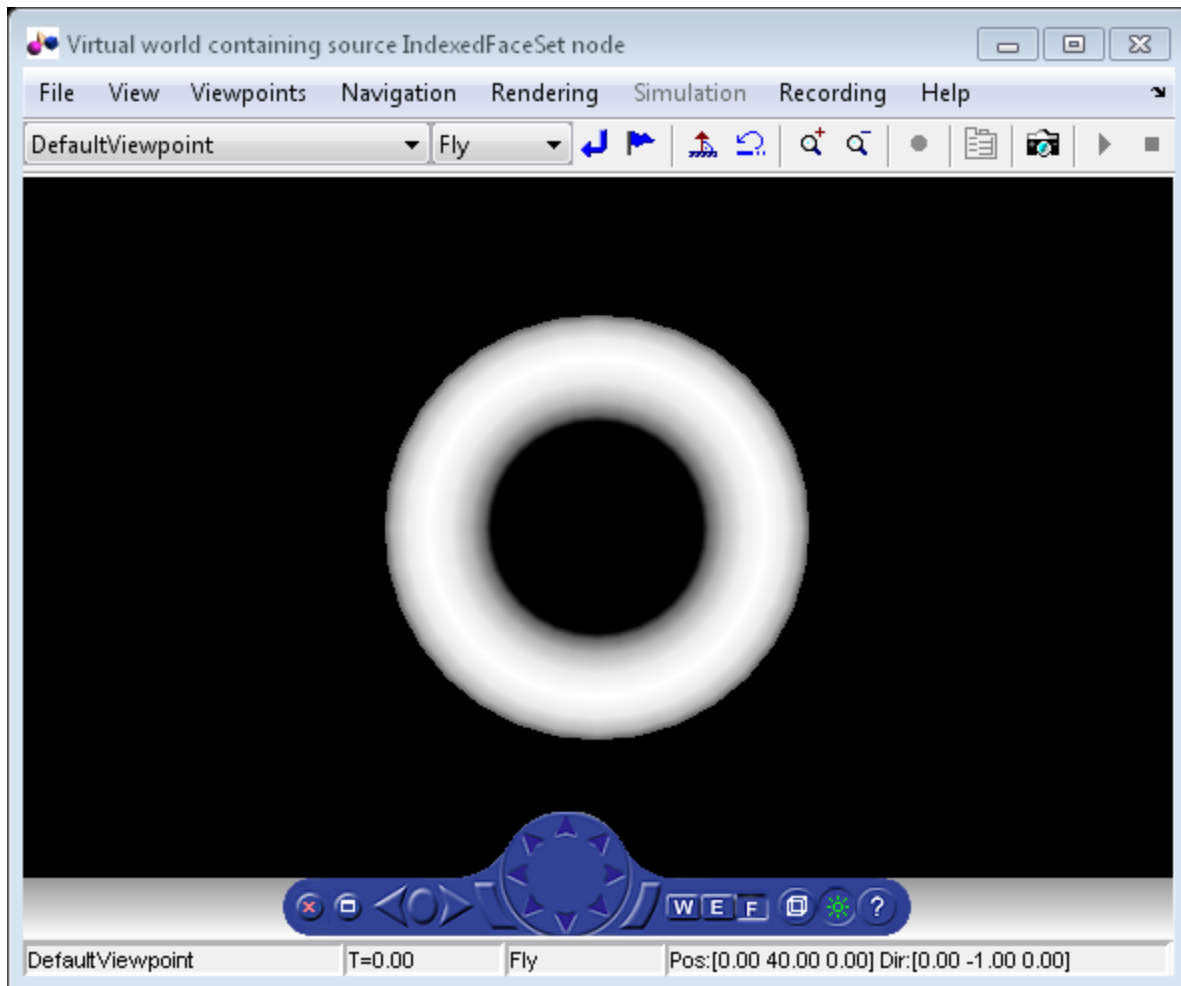 Virtual world containing source IndexedFaceSet node
File View Viewpoints Navigation Rendering Simulation Recording Help
DefaultViewpoint Fly
W E F ?
DefaultViewpoint T=0.00 Fly Pos:[0.00 40.00 0.00] Dir:[0.00 -1.00 0.00]